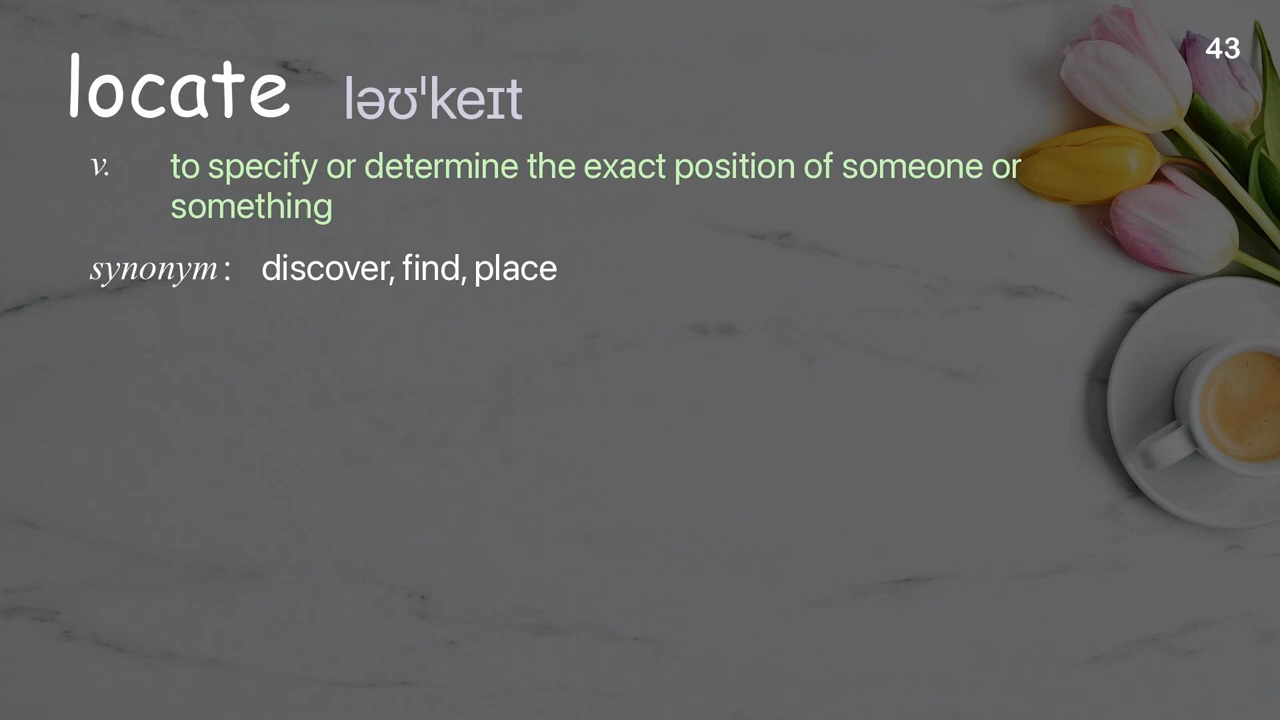 43
locate ləʊˈkeɪt
v. to specify or determine the exact position of someone or
something
synonym: discover, find, place